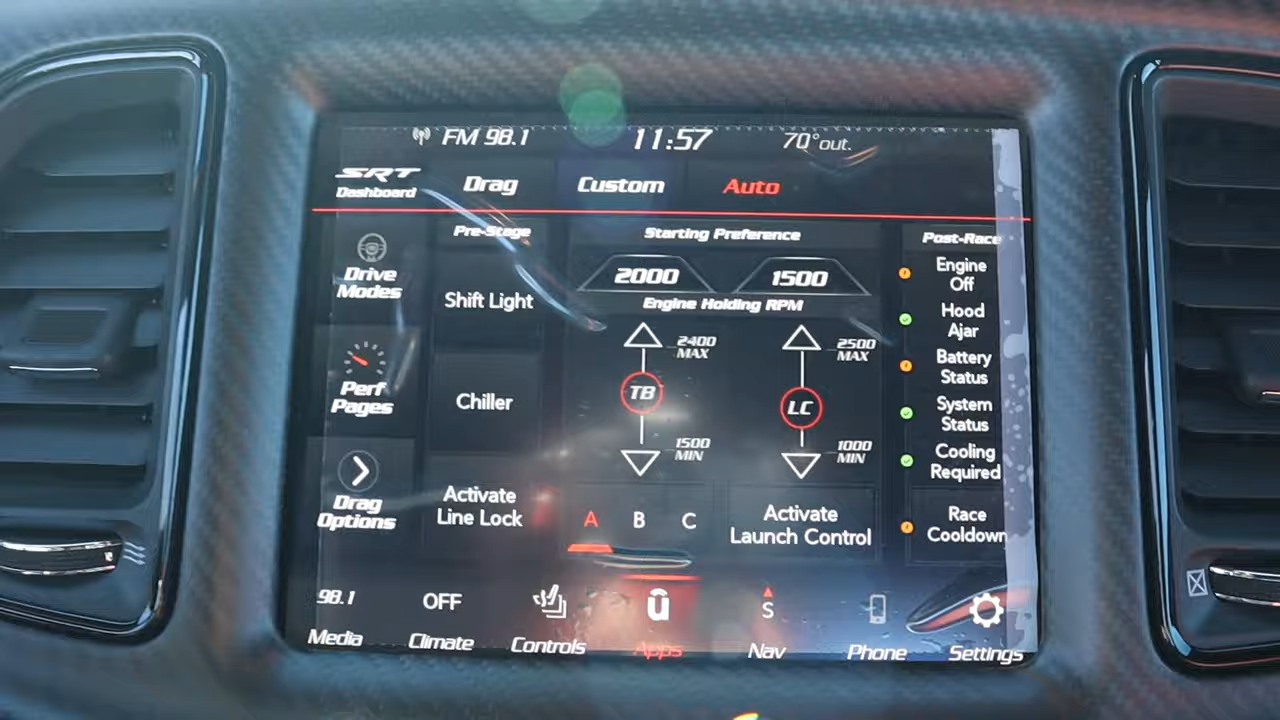 FM 98.1
11:57
70° out.
SRT
Dashboard
Drag
Custom
Auto
Drive
Modes
Perf
Pages
Drag
Options
Pre-Stage
Shift Light
Chiller
Activate
Line Lock
Starting Preference
2000
1500
Engine Holding RPM
2400
MAX
TB
1500
MIN
2500
MAX
LC
1000
MIN
A B C
Activate
Launch Control
Post-Race
Engine
Off
Hood
Ajar
Battery
Status
System
Status
Cooling
Required
Race
Cooldown
98.1
Media
OFF
Climate
Controls
û
Apps
S
Nav
Phone
Settings